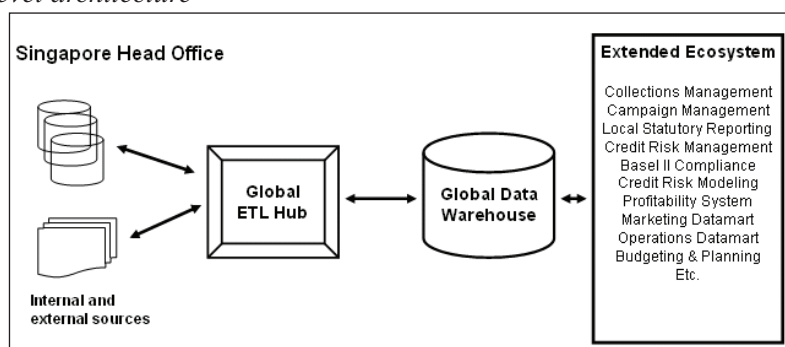 level architecture
Singapore Head Office
Internal and
external sources
Global
ETL Hub
Global Data
Warehouse
Extended Ecosystem
Collections Management
Campaign Management
Local Statutory Reporting
Credit Risk Management
Basel II Compliance
Credit Risk Modeling
Profitability System
Marketing Datamart
Operations Datamart
Budgeting & Planning
Etc.